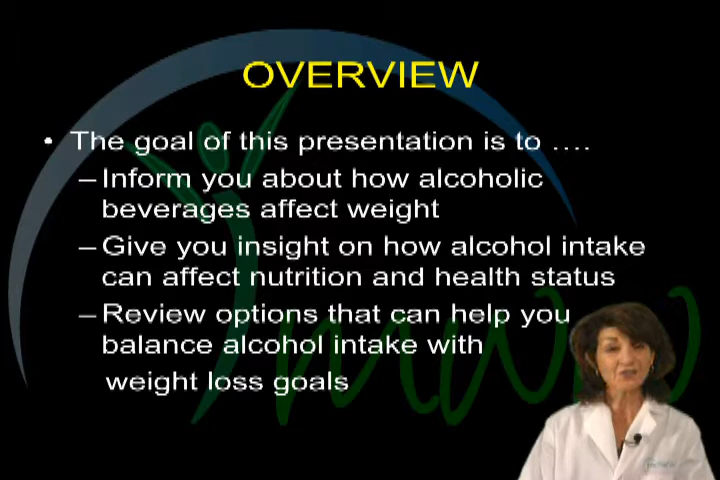 OVERVIEW
• The goal of this presentation is to ....
– Inform you about how alcoholic
beverages affect weight
– Give you insight on how alcohol intake
can affect nutrition and health status
– Review options that can help you
balance alcohol intake with
weight loss goals